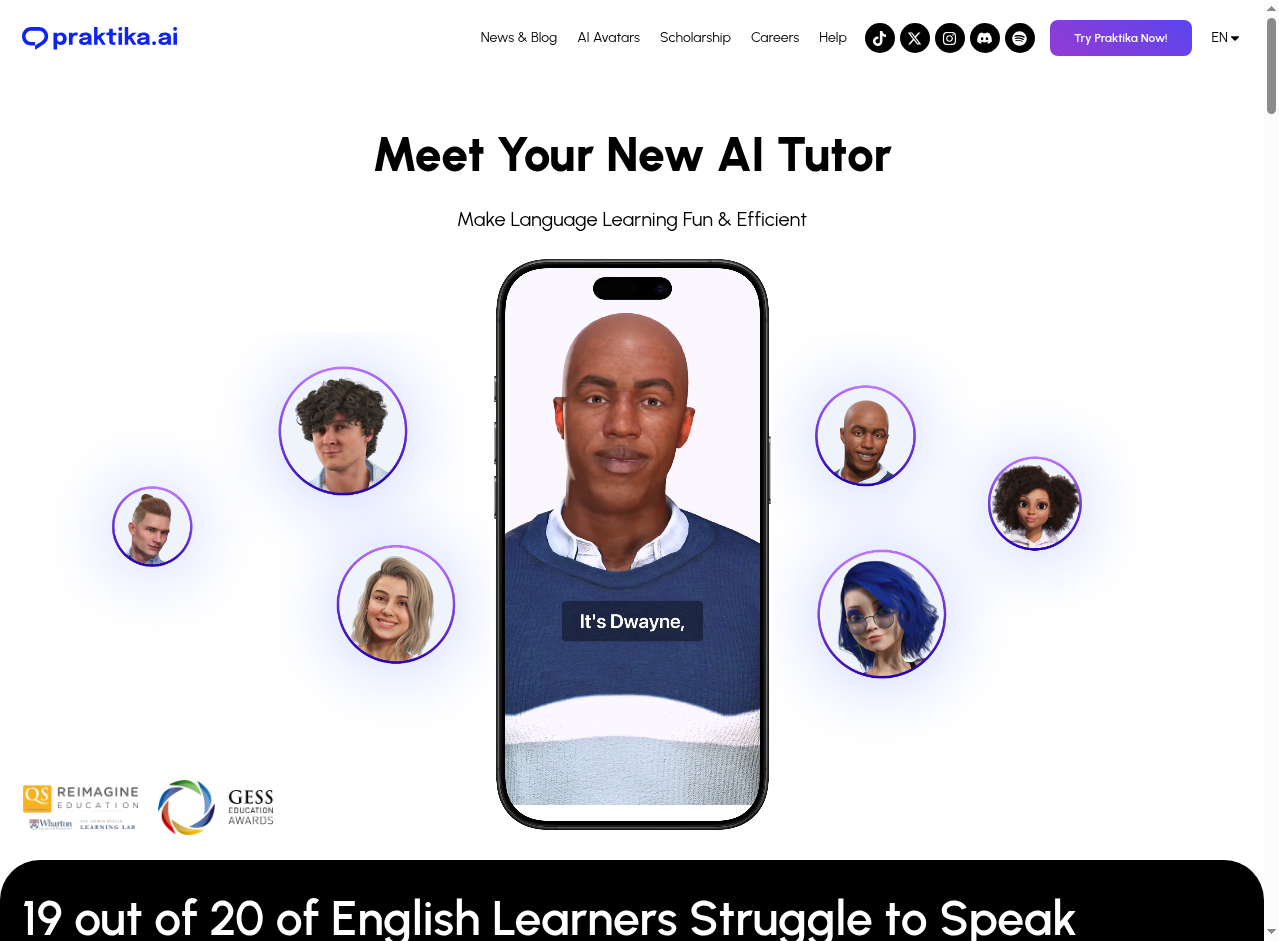 praktika.ai
News & Blog
AI Avatars
Scholarship
Careers
Help
Try Praktika Now!
EN
Meet Your New AI Tutor
Make Language Learning Fun & Efficient
It's Dwayne,
QS REIMAGINE
EDUCATION
Wharton
LEARNING LAB
GESS
EDUCATION
AWARDS
19 out of 20 of English Learners Struggle to Speak